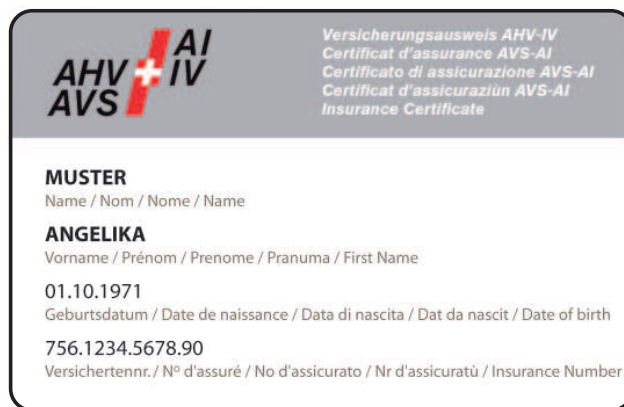 AHV AI
AVS IV
Versicherungsausweis AHV-IV
Certificat d'assurance AVS-AI
Certificato di assicurazione AVS-AI
Certificat d'assicuraziùn AVS-AI
Insurance Certificate
MUSTER
Name / Nom / Nome / Name
ANGELIKA
Vorname / Prénom / Prenome / Pranuma / First Name
01.10.1971
Geburtsdatum / Date de naissance / Data di nascita / Dat da nascit / Date of birth
756.1234.5678.90
Versichertennr. / Nº d'assuré / No d'assicurato / Nr d'assicuratù / Insurance Number